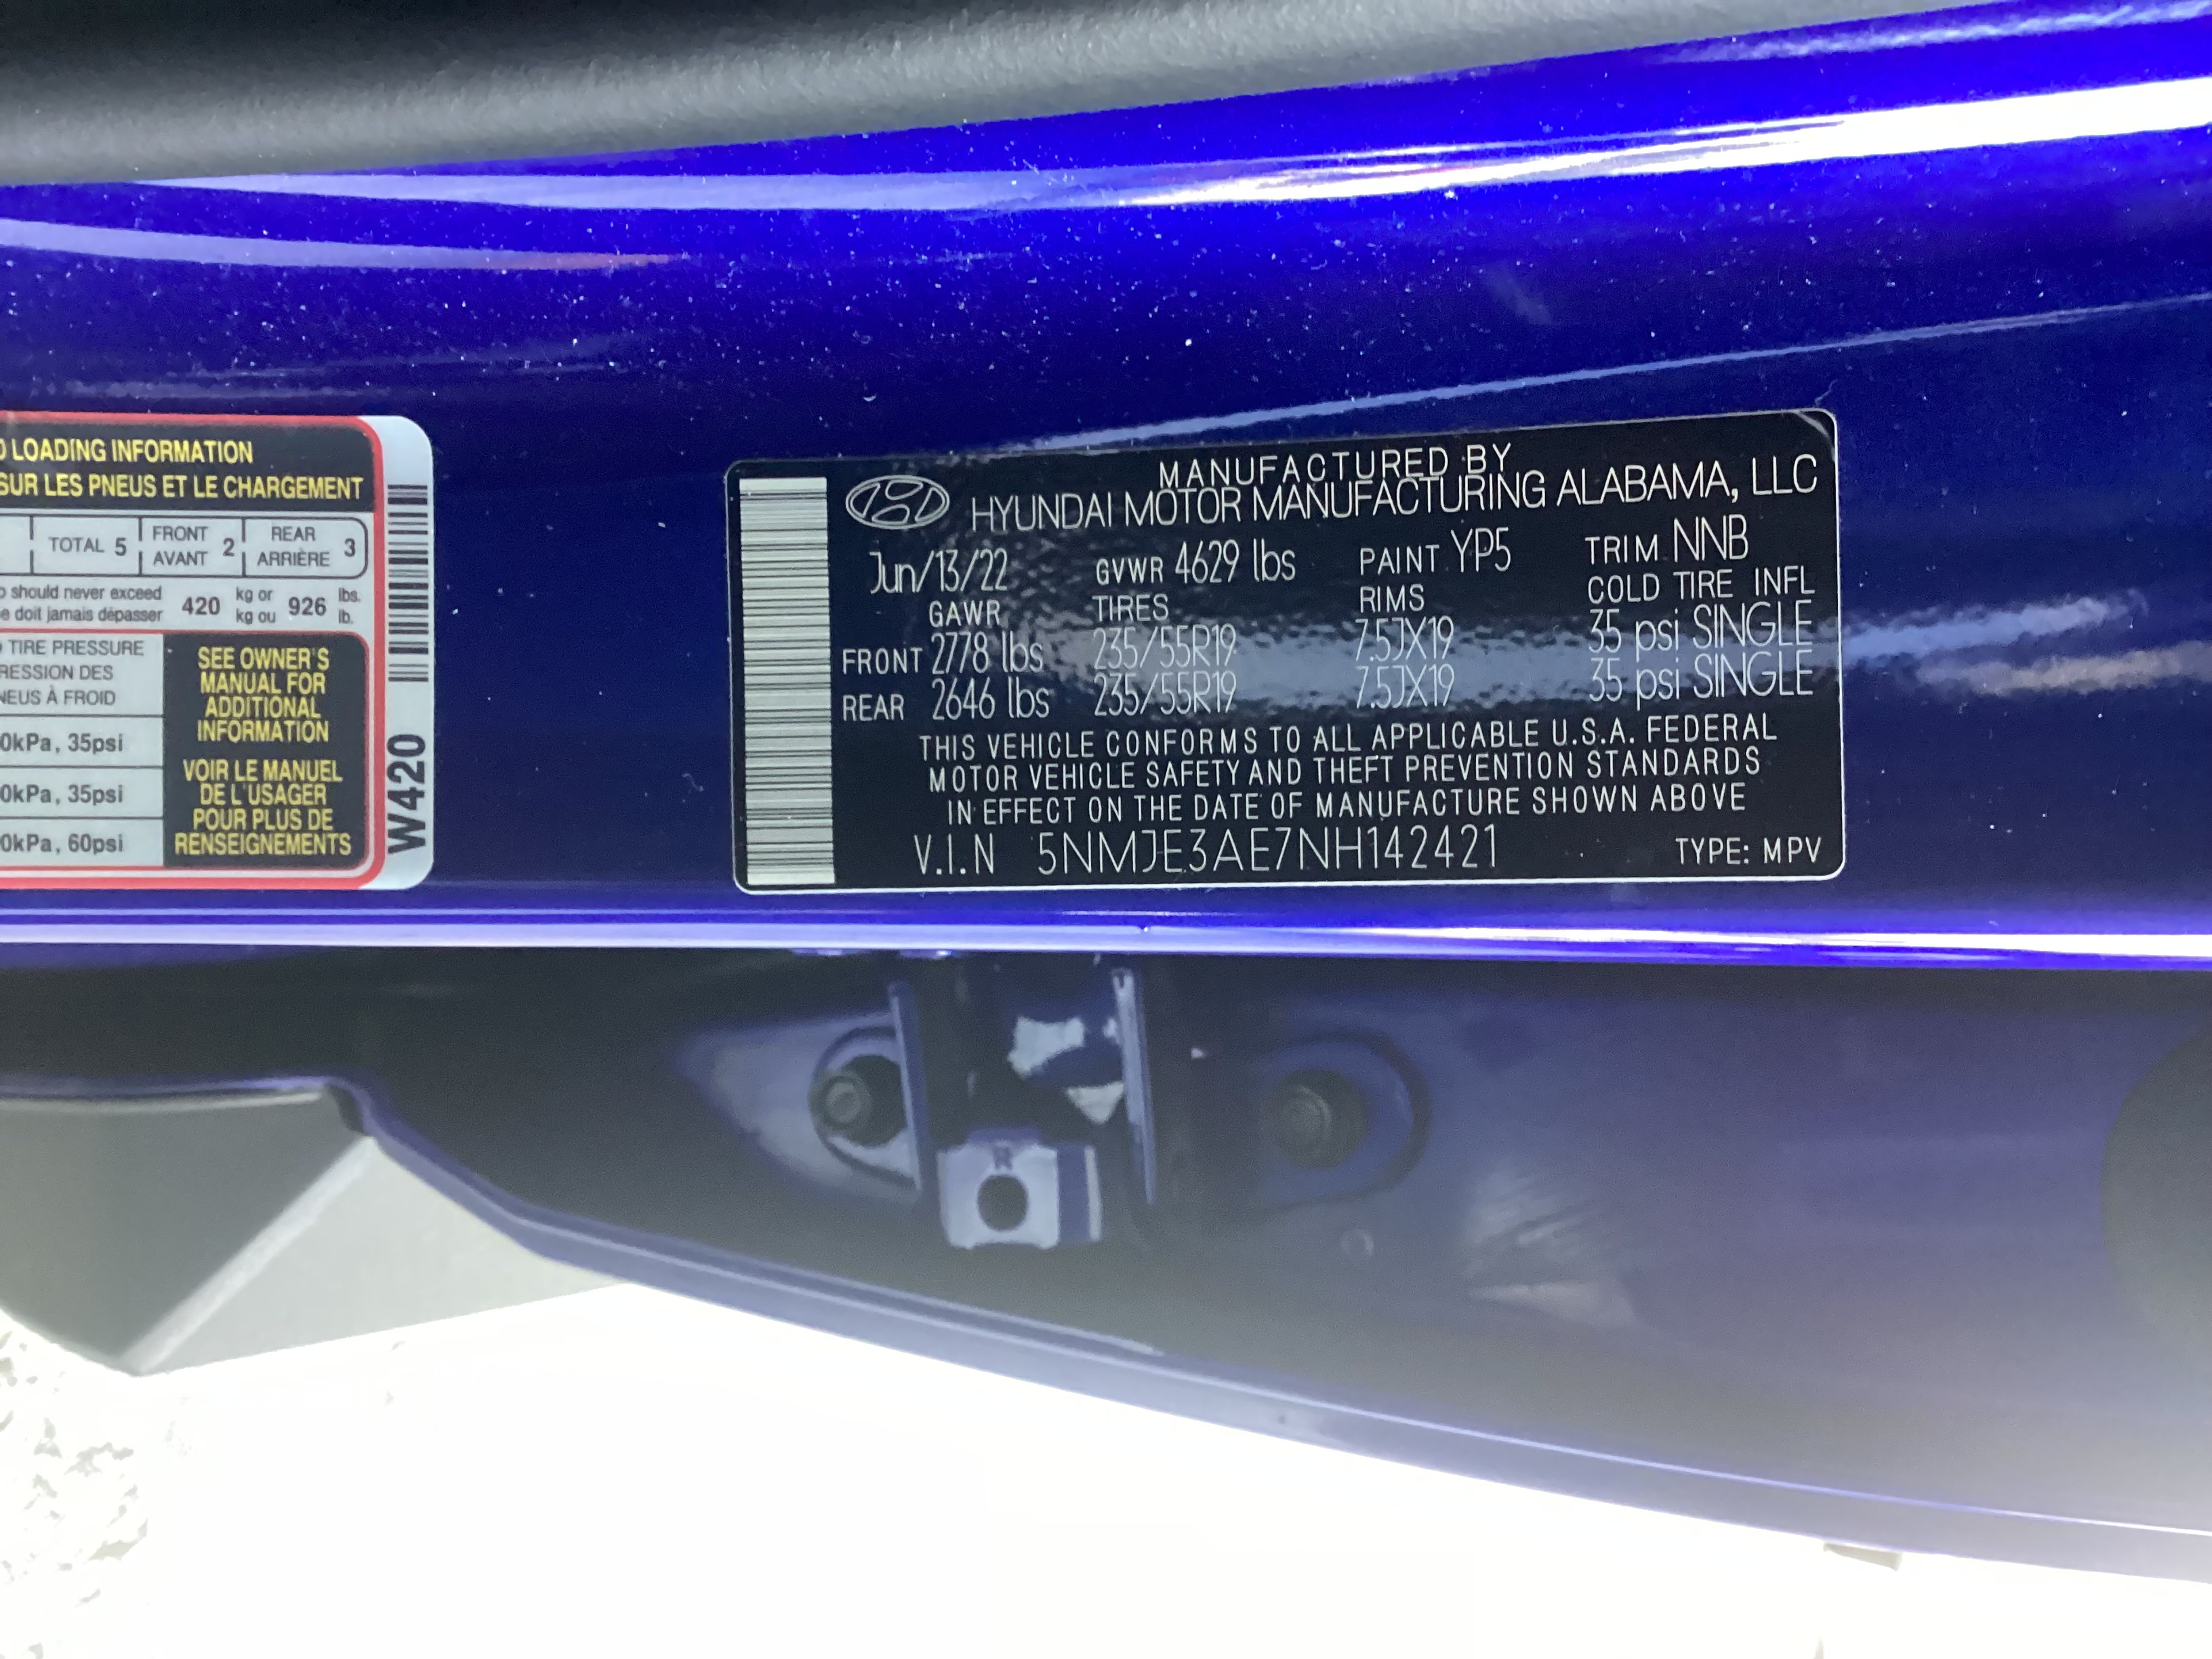 LOADING INFORMATION
SUR LES PNEUS ET LE CHARGEMENT
TOTAL 5 FRONT AVANT 2 REAR ARRIÈRE 3
should never exceed
doit jamais dépasser 420 kg or kg ou 926 lbs. lb.
TIRE PRESSURE
DES
À FROID
0kPa, 35psi
0kPa, 35psi
0kPa, 60psi
SEE OWNER'S
MANUAL FOR
ADDITIONAL
INFORMATION
VOIR LE MANUEL
DE L'USAGER
POUR PLUS DE
RENSEIGNEMENTS
W420
MANUFACTURED BY
HYUNDAI MOTOR MANUFACTURING ALABAMA, LLC
Jun/13/22 GVWR 4629 lbs PAINT YP5 TRIM NNB
GAWR TIRES RIMS COLD TIRE INFL
FRONT 2778 lbs 235/55R19 7.5JX19 35 psi SINGLE
REAR 2646 lbs 235/55R19 7.5JX19 35 psi SINGLE
THIS VEHICLE CONFORMS TO ALL APPLICABLE U.S.A. FEDERAL
MOTOR VEHICLE SAFETY AND THEFT PREVENTION STANDARDS
IN EFFECT ON THE DATE OF MANUFACTURE SHOWN ABOVE
V.I.N 5NMJE3AE7NH142421 TYPE: MPV
R